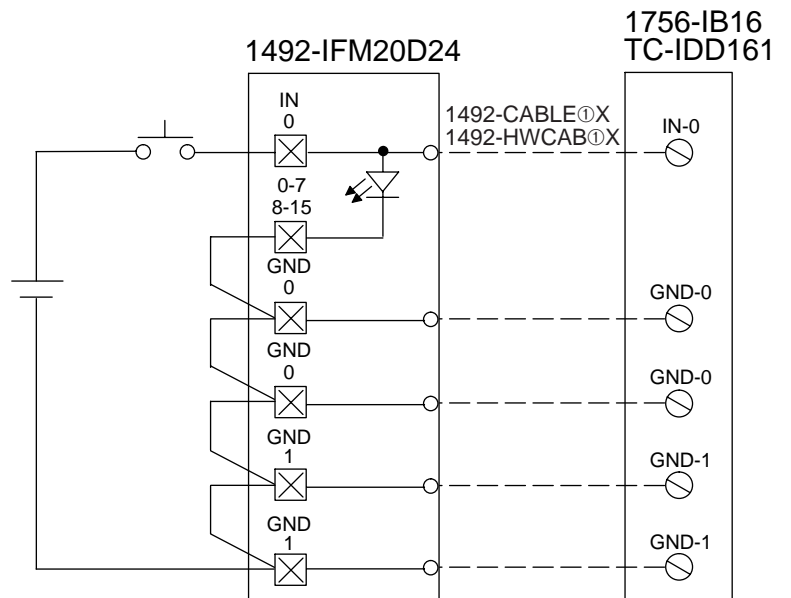 1756-IB16
TC-IDD161
1492-IFM20D24
IN
0
1492-CABLE①X
1492-HWCAB①X
IN-0
0-7
8-15
GND
0
GND-0
GND
0
GND-0
GND
1
GND-1
GND
1
GND-1